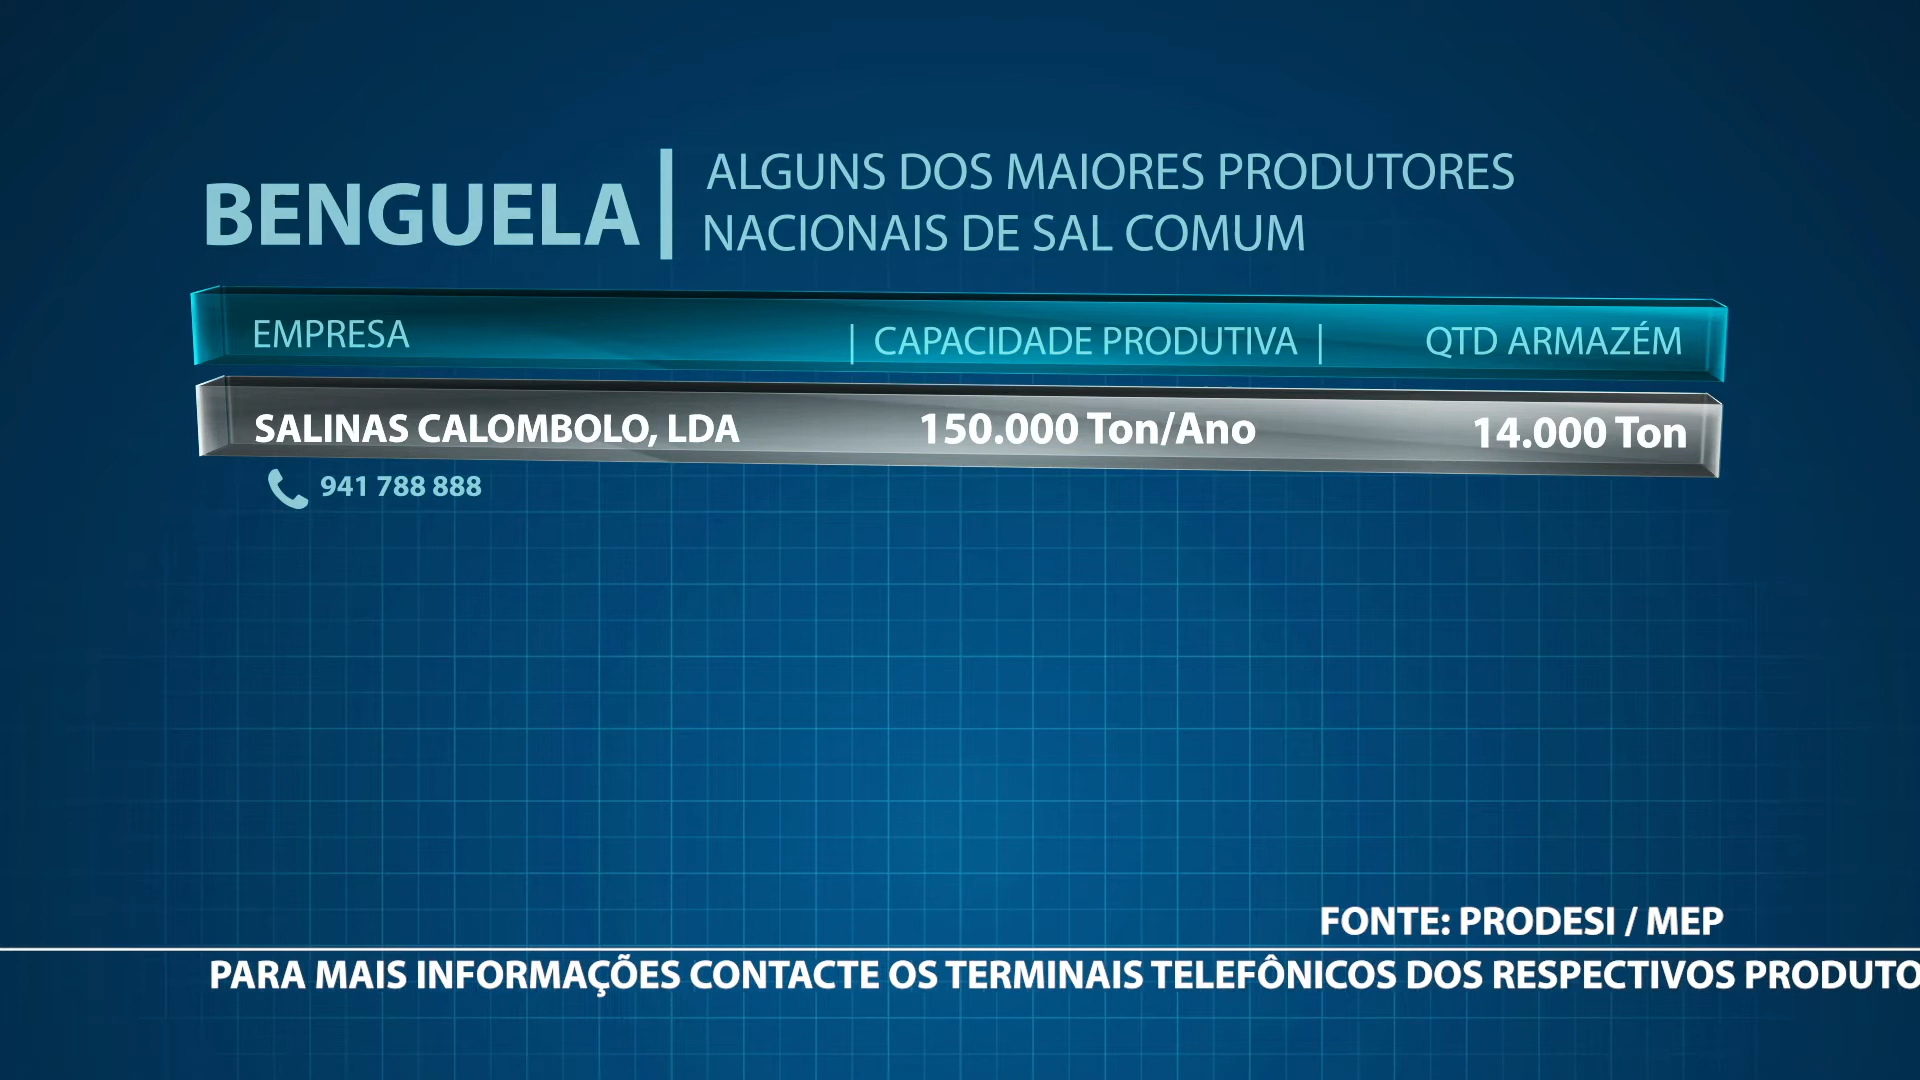 BENGUELA
ALGUNS DOS MAIORES PRODUTORES
NACIONAIS DE SAL COMUM
EMPRESA | CAPACIDADE PRODUTIVA | QTD ARMAZÉM
SALINAS CALOMBOLO, LDA 150.000 Ton/Ano 14.000 Ton
941 788 888
FONTE: PRODESI / MEP
PARA MAIS INFORMAÇÕES CONTACTE OS TERMINAIS TELEFÔNICOS DOS RESPECTIVOS PRODUTO